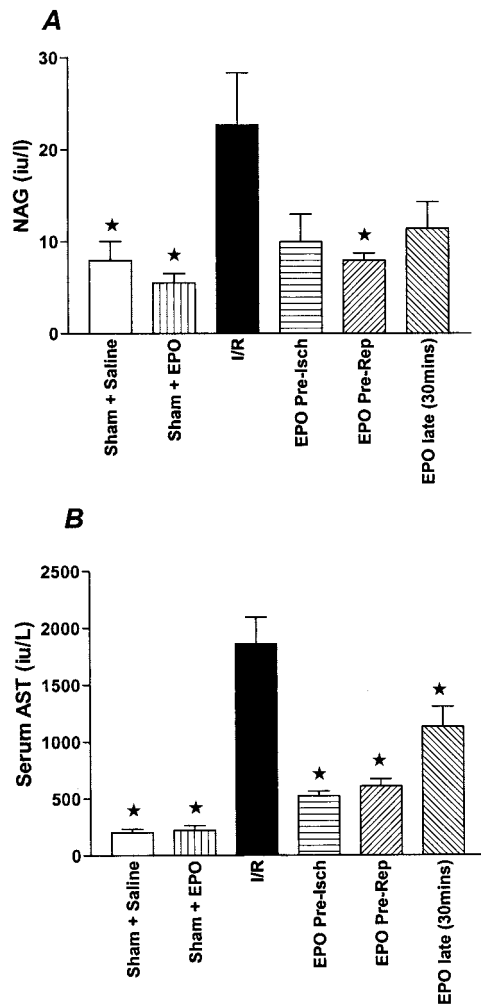 A
NAG (iu/l)
30
20
10
0
★
★
★
Sham + Saline
Sham + EPO
I/R
EPO Pre-Isch
EPO Pre-Rep
EPO late (30mins)
B
Serum AST (iu/L)
2500
2000
1500
1000
500
0
★
★
★
★
★
Sham + Saline
Sham + EPO
I/R
EPO Pre-Isch
EPO Pre-Rep
EPO late (30mins)